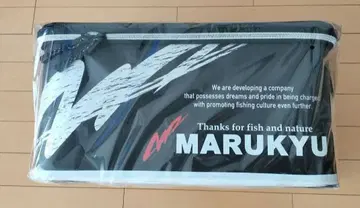 We are developing a company
that possesses dreams and pride in being charged
with promoting fishing culture even further.
Thanks for fish and nature
MARUKYU